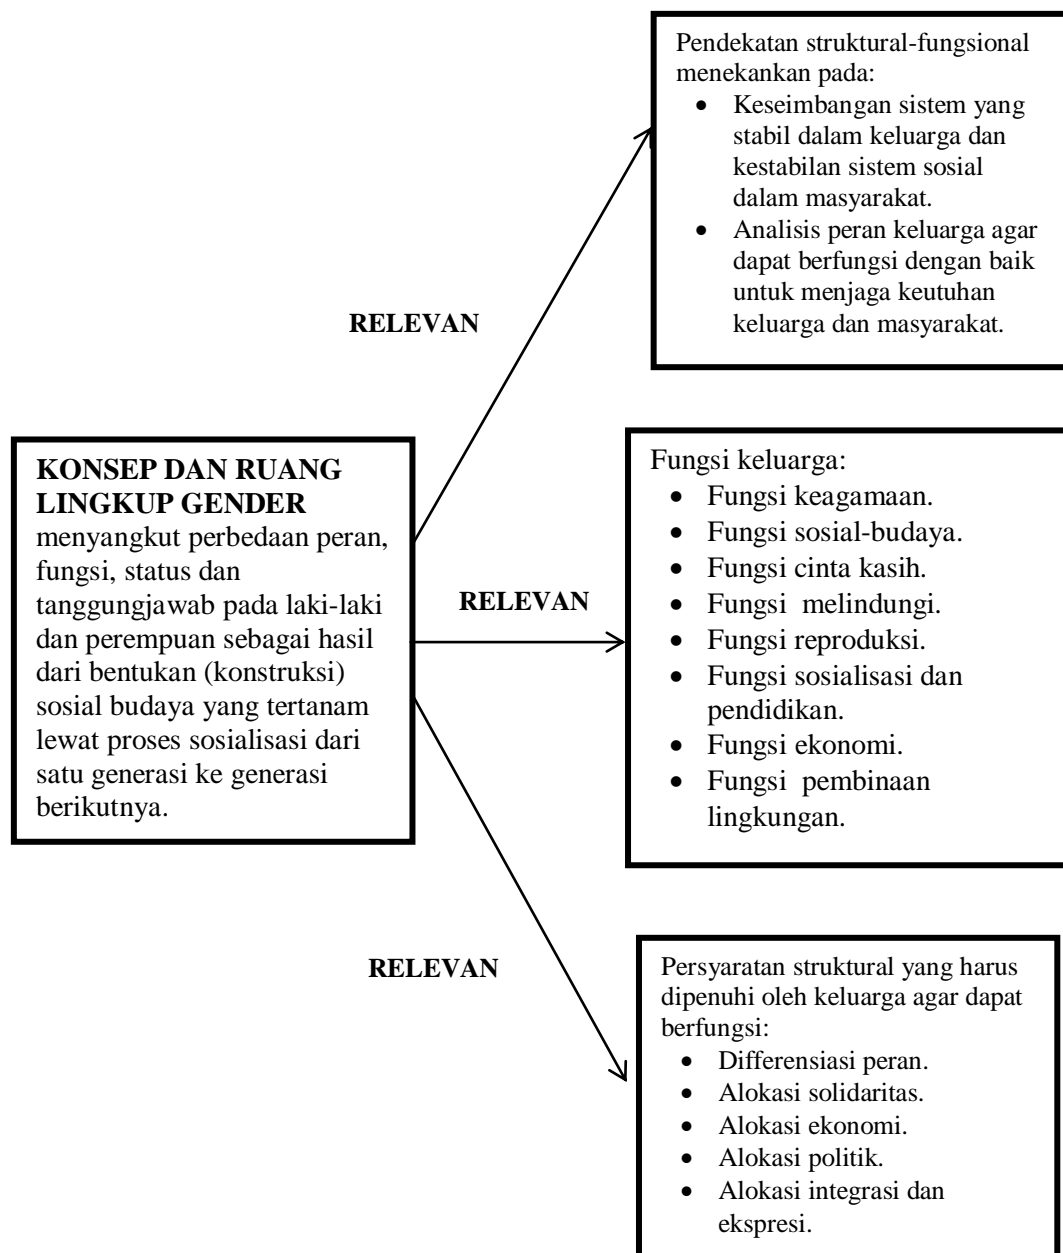 Pendekatan struktural-fungsional
menekankan pada:
• Keseimbangan sistem yang
stabil dalam keluarga dan
kestabilan sistem sosial
dalam masyarakat.
• Analisis peran keluarga agar
dapat berfungsi dengan baik
untuk menjaga keutuhan
keluarga dan masyarakat.
RELEVAN
KONSEP DAN RUANG
LINGKUP GENDER
menyangkut perbedaan peran,
fungsi, status dan
tanggungjawab pada laki-laki
dan perempuan sebagai hasil
dari bentukan (konstruksi)
sosial budaya yang tertanam
lewat proses sosialisasi dari
satu generasi ke generasi
berikutnya.
RELEVAN
Fungsi keluarga:
• Fungsi keagamaan.
• Fungsi sosial-budaya.
• Fungsi cinta kasih.
• Fungsi melindungi.
• Fungsi reproduksi.
• Fungsi sosialisasi dan
pendidikan.
• Fungsi ekonomi.
• Fungsi pembinaan
lingkungan.
RELEVAN
Persyaratan struktural yang harus
dipenuhi oleh keluarga agar dapat
berfungsi:
• Differensiasi peran.
• Alokasi solidaritas.
• Alokasi ekonomi.
• Alokasi politik.
• Alokasi integrasi dan
ekspresi.